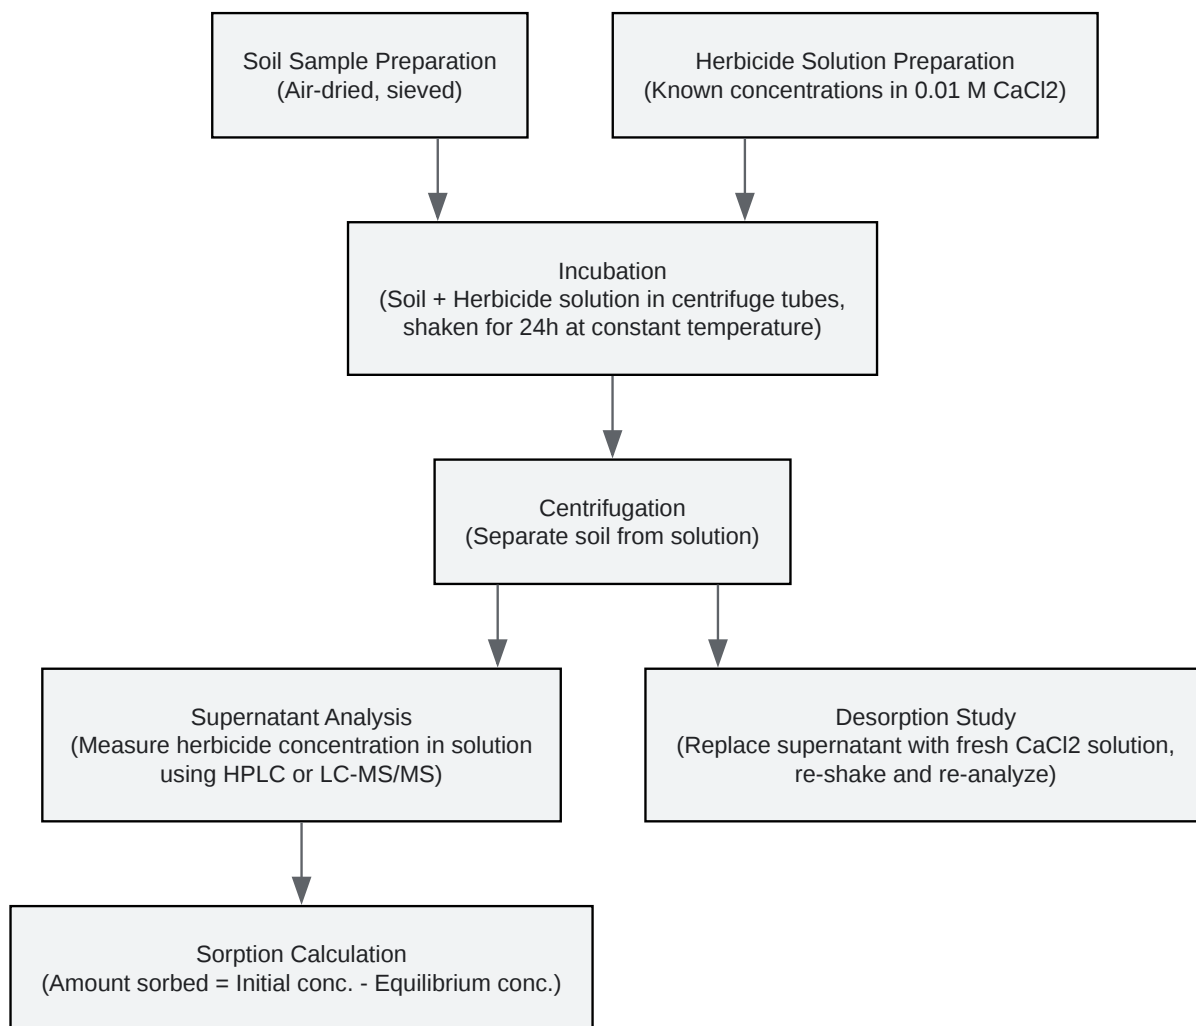 Soil Sample Preparation
(Air-dried, sieved)
Herbicide Solution Preparation
(Known concentrations in 0.01 M CaCl2)
Incubation
(Soil + Herbicide solution in centrifuge tubes,
shaken for 24h at constant temperature)
Centrifugation
(Separate soil from solution)
Supernatant Analysis
(Measure herbicide concentration in solution
using HPLC or LC-MS/MS)
Desorption Study
(Replace supernatant with fresh CaCl2 solution,
re-shake and re-analyze)
Sorption Calculation
(Amount sorbed = Initial conc. - Equilibrium conc.)